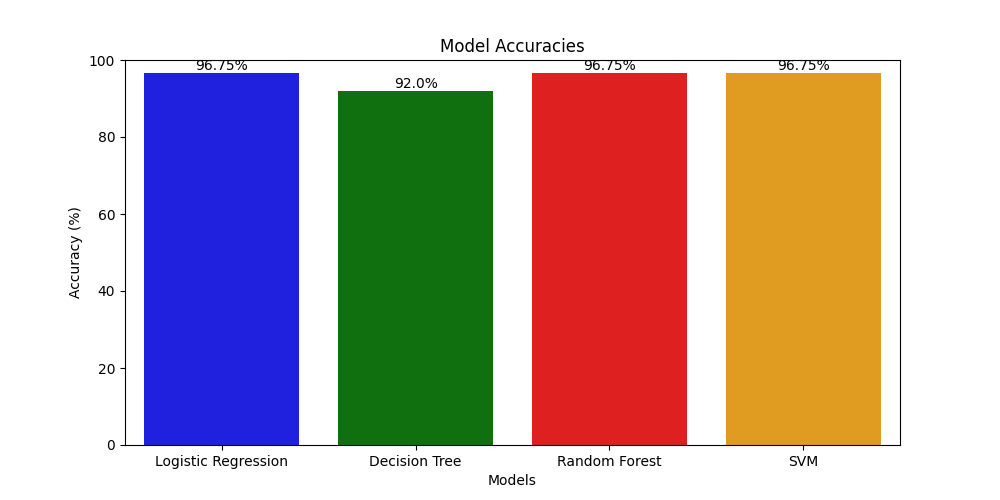 Model Accuracies
100
80
60
40
20
0
Accuracy (%)
96.75%
92.0%
96.75%
96.75%
Logistic Regression
Decision Tree
Random Forest
SVM
Models